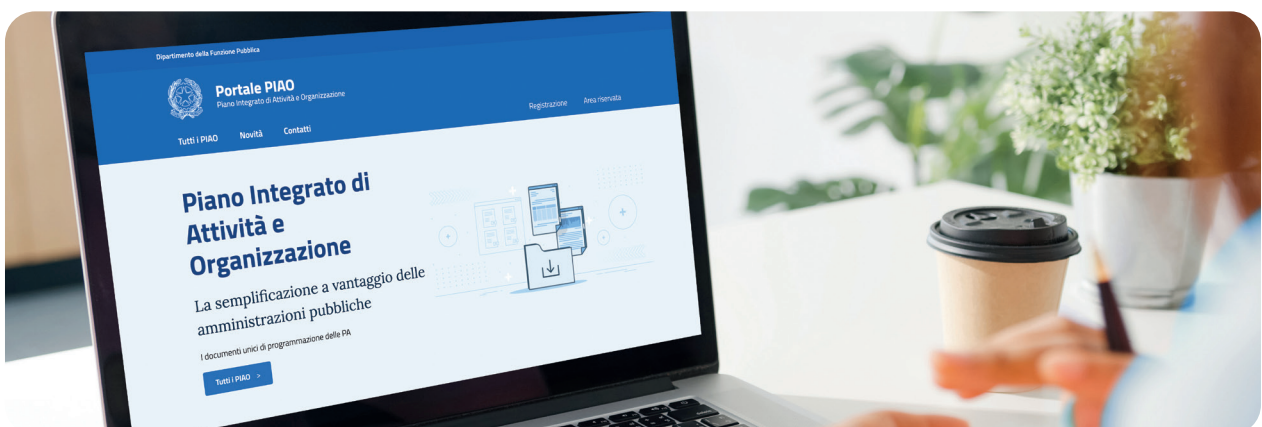 Dipartimento della Funzione Pubblica
Portale PIAO
Piano Integrato di Attività e Organizzazione
Registrazione Area riservata
Tutti i PIAO Novità Contatti
Piano Integrato di
Attività e
Organizzazione
La semplificazione a vantaggio delle
amministrazioni pubbliche
I documenti unici di programmazione delle PA
Tutti i PIAO >